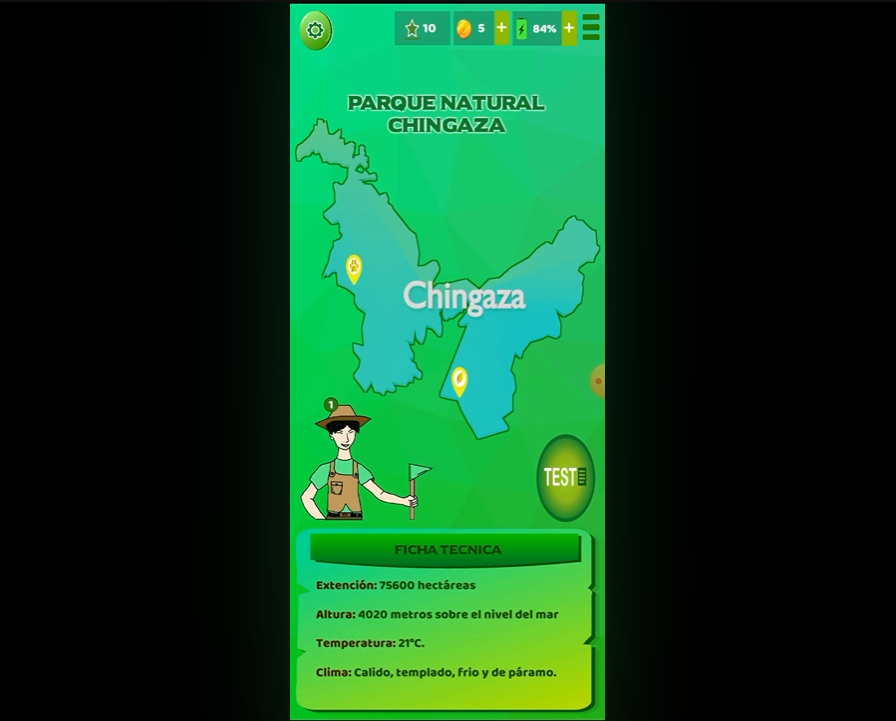 10
5
+
84%
+
PARQUE NATURAL
CHINGAZA
Chingaza
1
TEST
FICHA TECNICA
Extención: 75600 hectáreas
Altura: 4020 metros sobre el nivel del mar
Temperatura: 21°C.
Clima: Calido, templado, frio y de páramo.